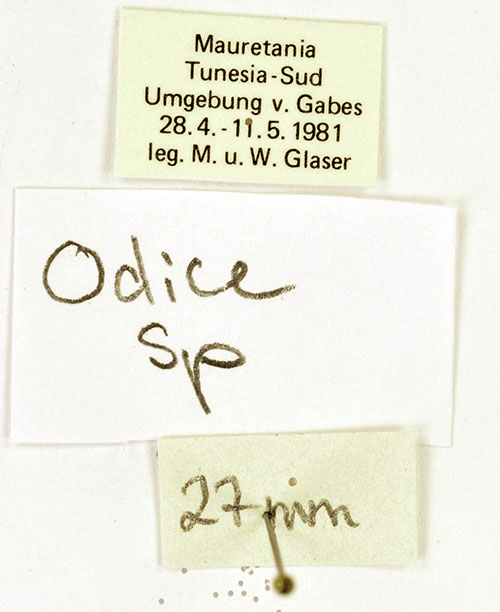 Mauretania
Tunesia-Sud
Umgebung v. Gabes
28.4.-11.5.1981
leg. M. u. W. Glaser
Odice
sp
27mm